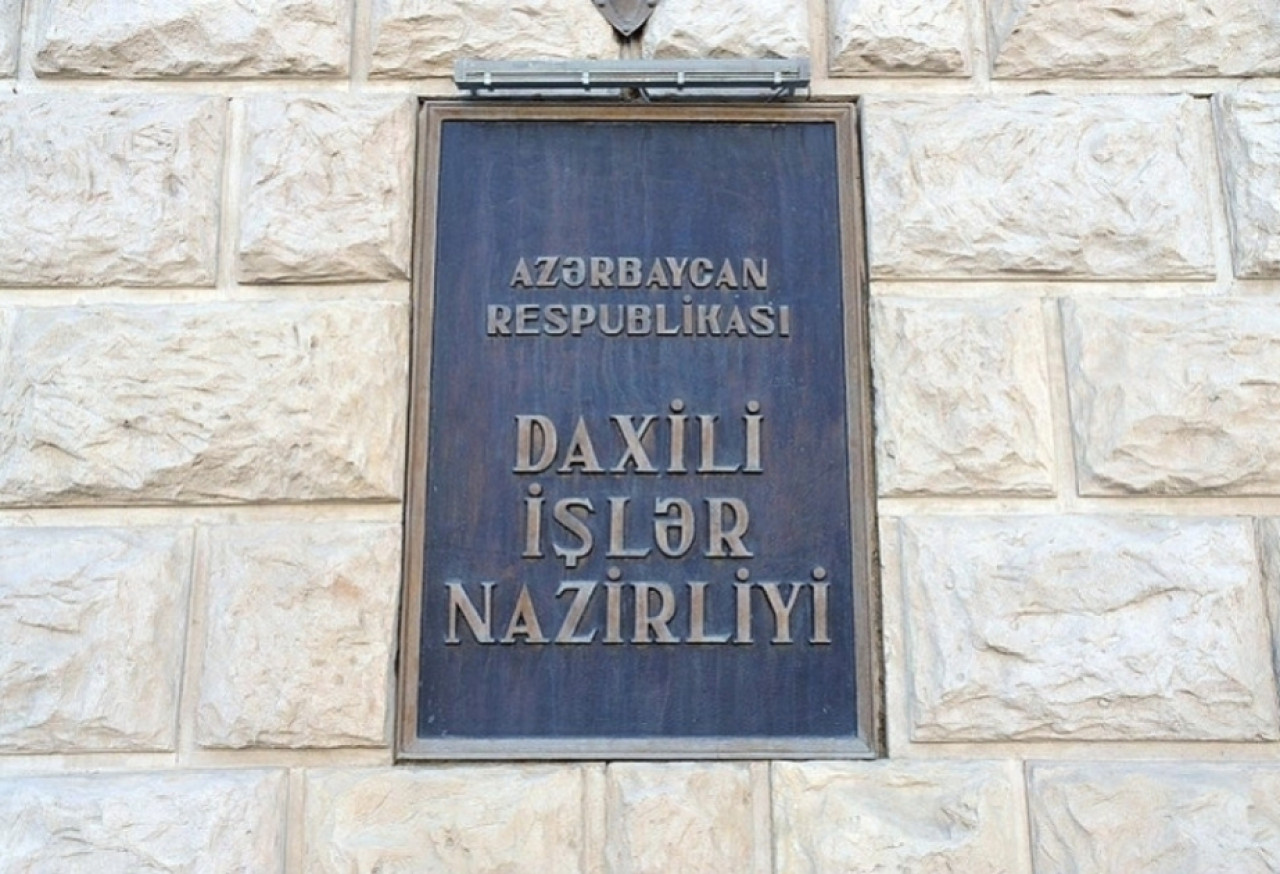 AZƏRBAYCAN
RESPUBLİKASI
DAXİLİ
İŞLƏR
NAZİRLİYİ